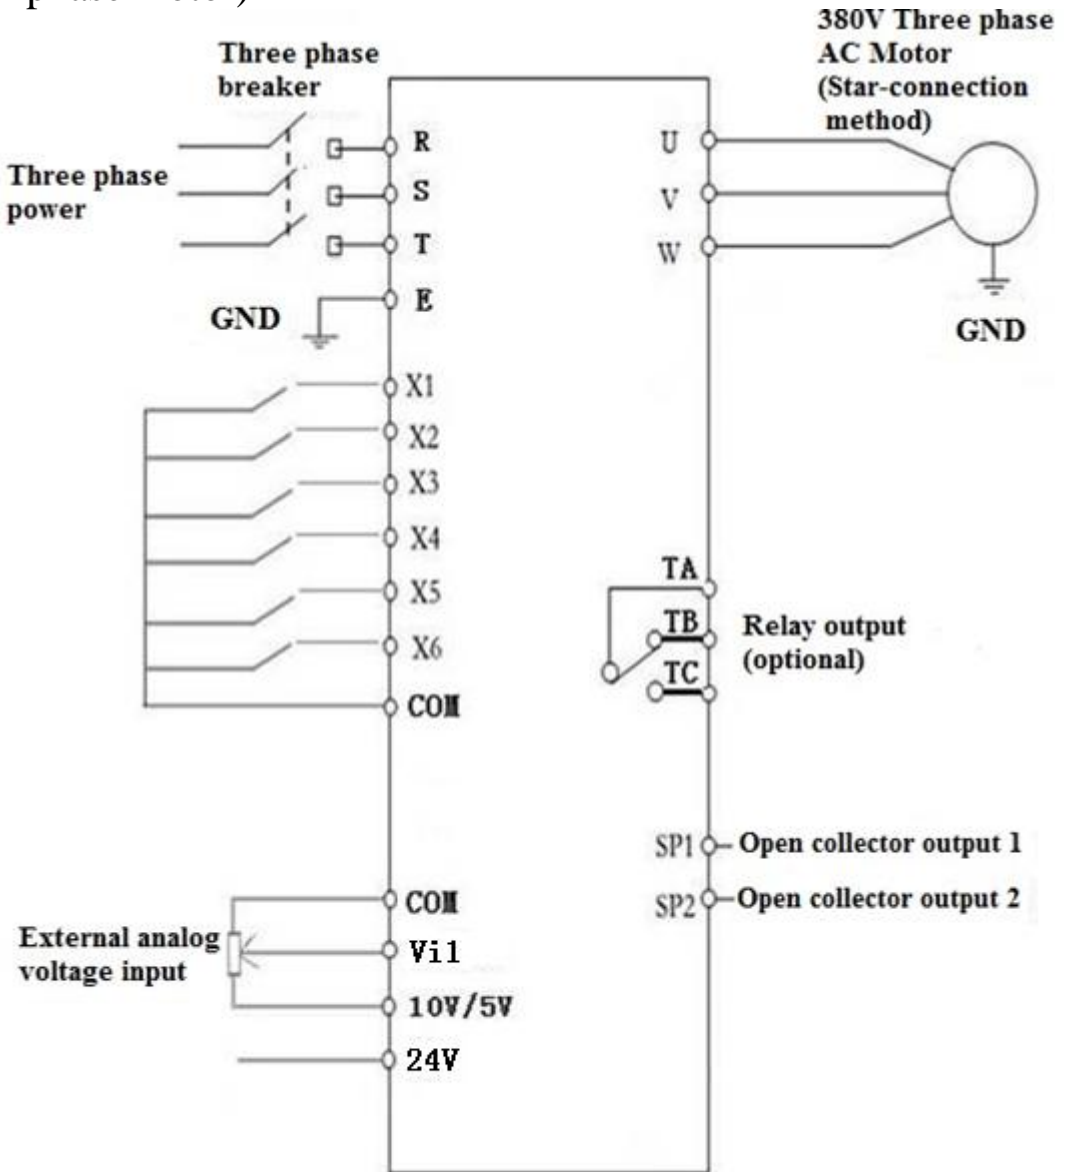 phase motor)
380V Three phase
AC Motor
(Star-connection
method)
Three phase
breaker
R
U
Three phase
power
S
V
T
W
E
GND
GND
X1
X2
X3
X4
X5
X6
COM
TA
TB
TC
Relay output
(optional)
SP1
Open collector output 1
SP2
Open collector output 2
COM
External analog
voltage input
Vi1
10V/5V
24V